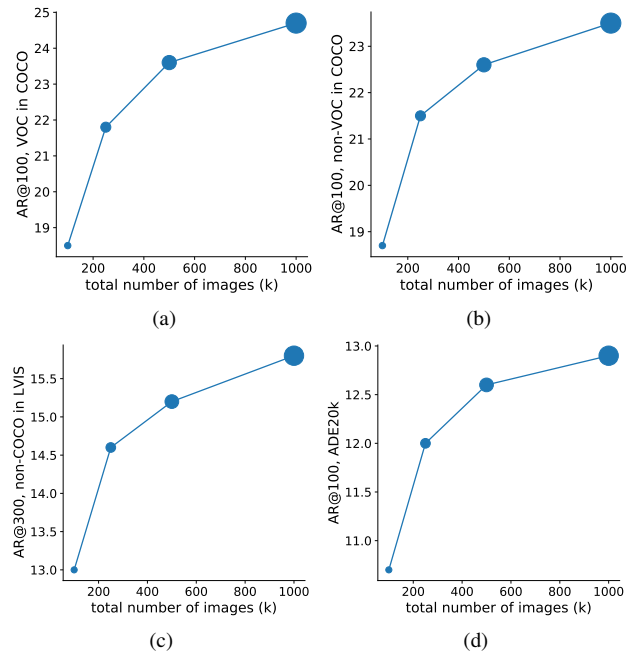 25
24
23
22
21
20
19
AR@100, VOC in COCO
200 400 600 800 1000
total number of images (k)
(a)
23
22
21
20
19
AR@100, non-VOC in COCO
200 400 600 800 1000
total number of images (k)
(b)
15.5
15.0
14.5
14.0
13.5
13.0
AR@300, non-COCO in LVIS
200 400 600 800 1000
total number of images (k)
(c)
13.0
12.5
12.0
11.5
11.0
AR@100, ADE20k
200 400 600 800 1000
total number of images (k)
(d)